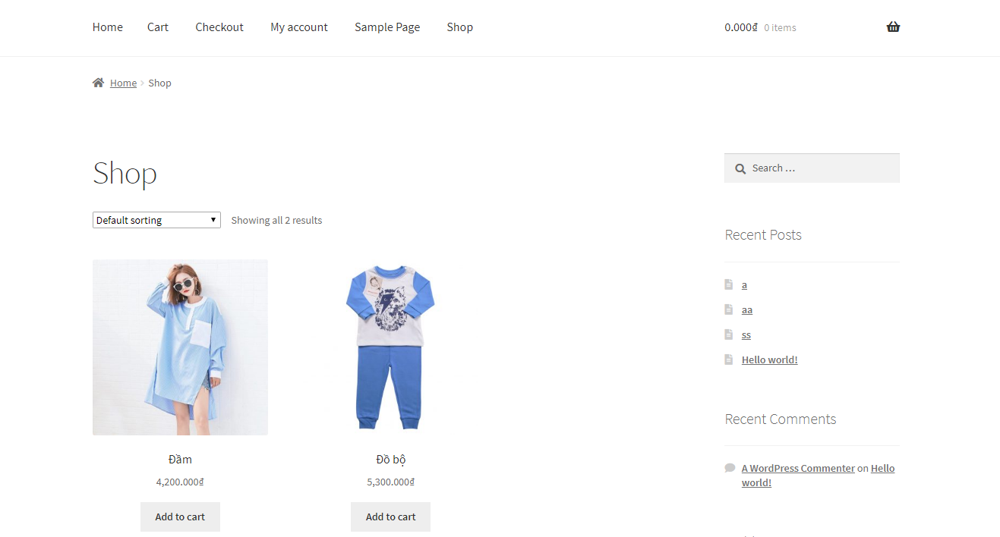 Home Cart Checkout My account Sample Page Shop 0.000₫ 0 items
Home Shop
Shop
Default sorting Showing all 2 results
Đầm
4,200.000₫
Add to cart
Đồ bộ
5,300.000₫
Add to cart
Search …
Recent Posts
a
aa
ss
Hello world!
Recent Comments
A WordPress Commenter on Hello
world!